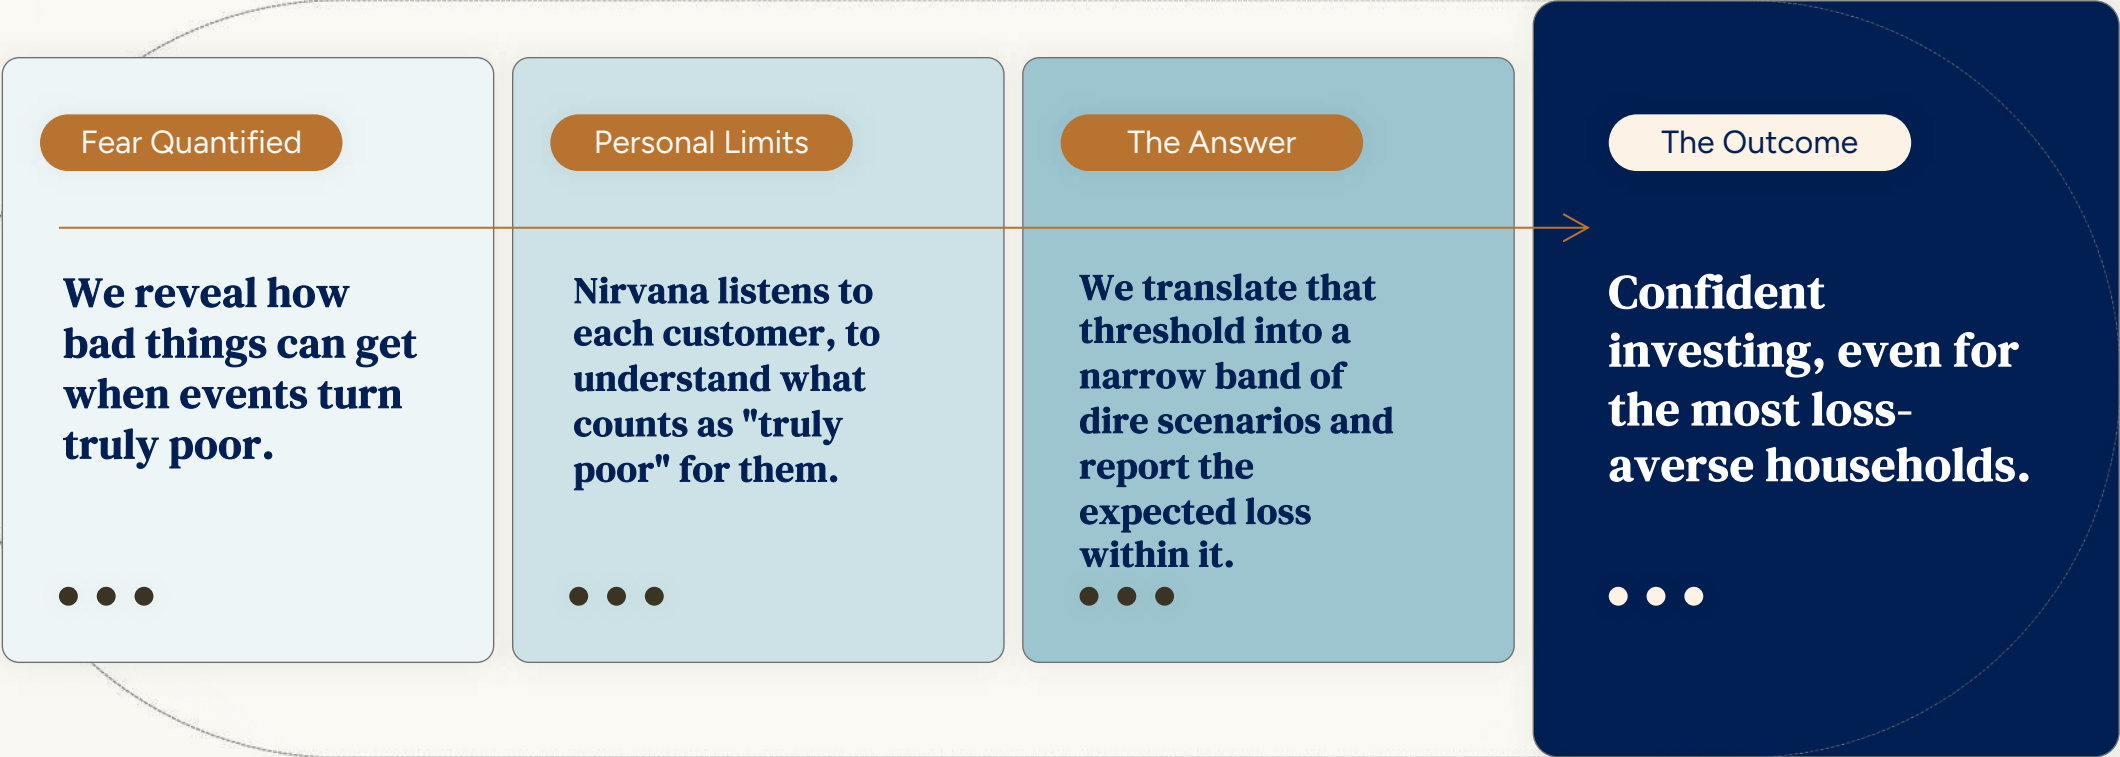 Fear Quantified
We reveal how
bad things can get
when events turn
truly poor.
Personal Limits
Nirvana listens to
each customer, to
understand what
counts as "truly
poor" for them.
The Answer
We translate that
threshold into a
narrow band of
dire scenarios and
report the
expected loss
within it.
The Outcome
Confident
investing, even for
the most loss-
averse households.